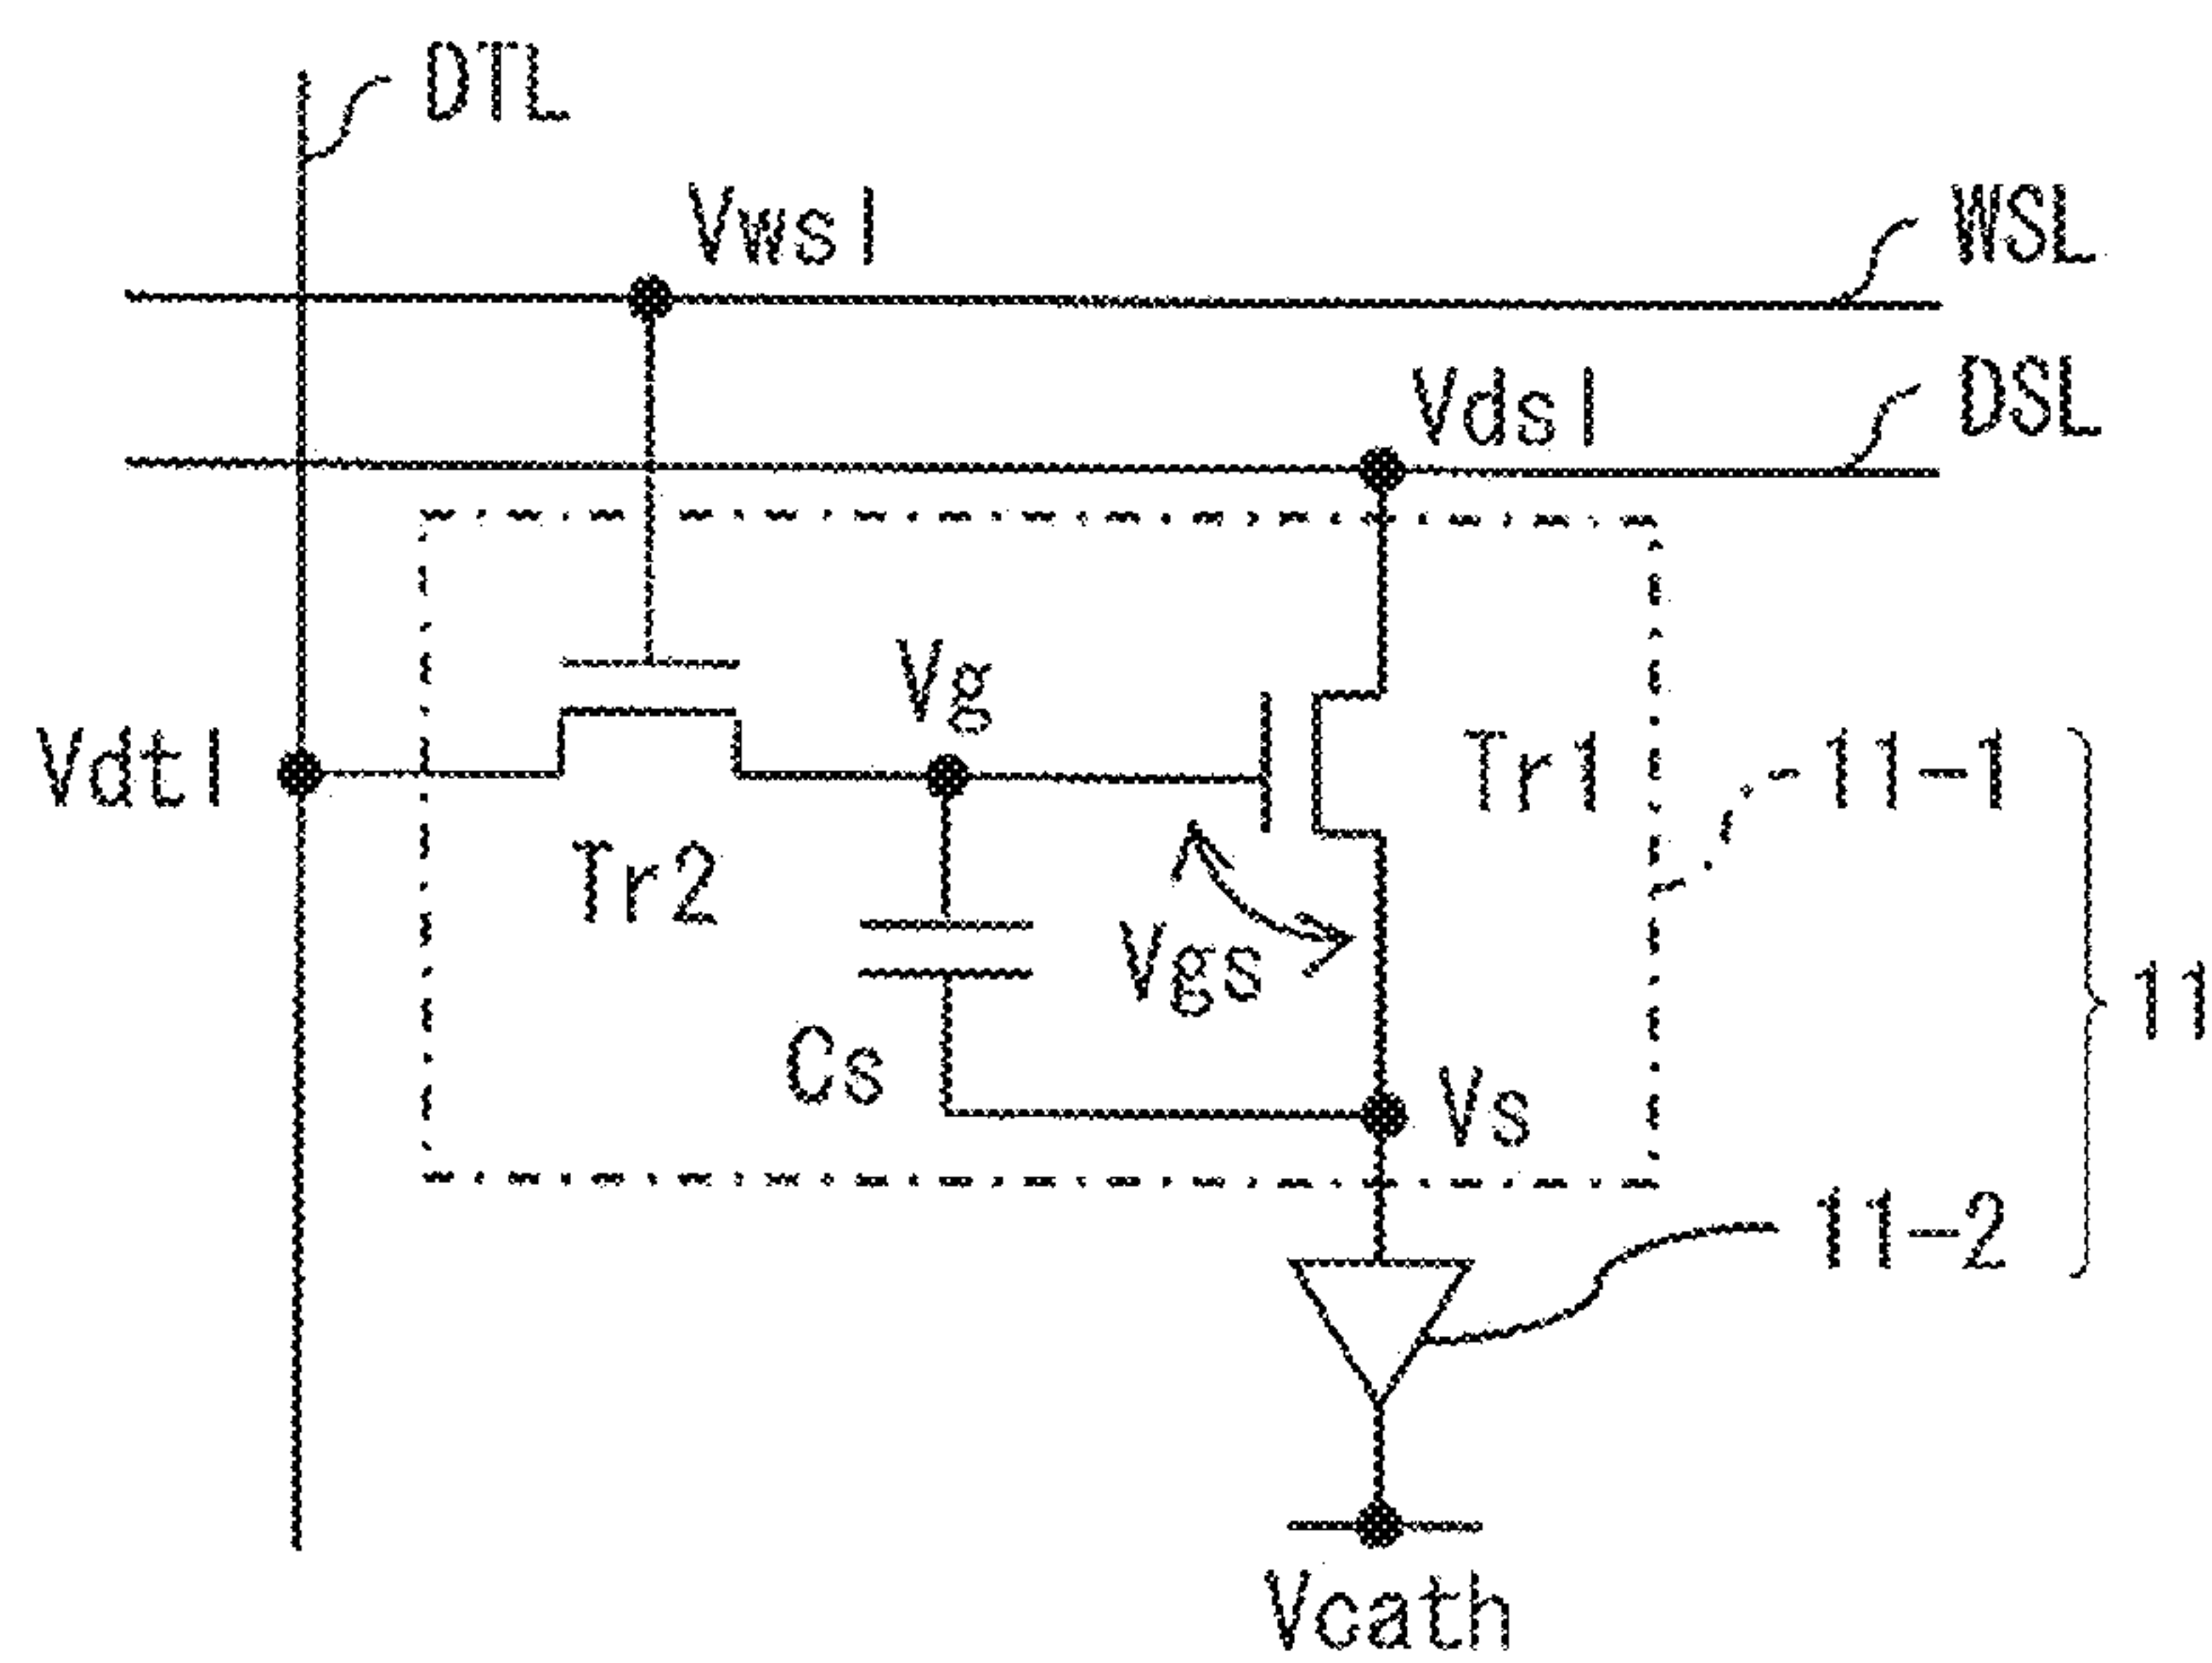 DTL
Vwsl
WSL
Vdsl
DSL
Vg
Vdtl
Tr1
11-1
Tr2
Vgs
11
Cs
Vs
11-2
Vcath